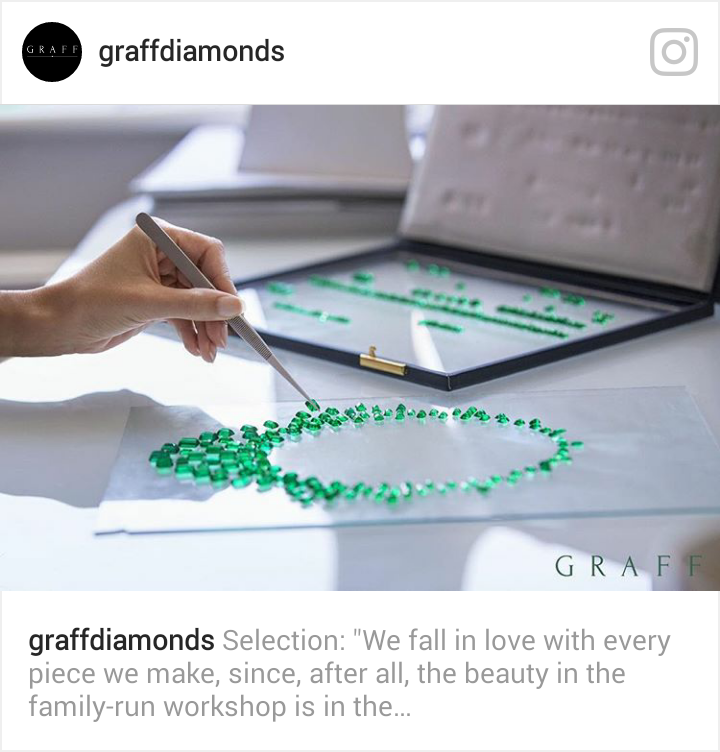 GRAFF
graffdiamonds
GRAFF
graffdiamonds Selection: "We fall in love with every
piece we make, since, after all, the beauty in the
family-run workshop is in the...